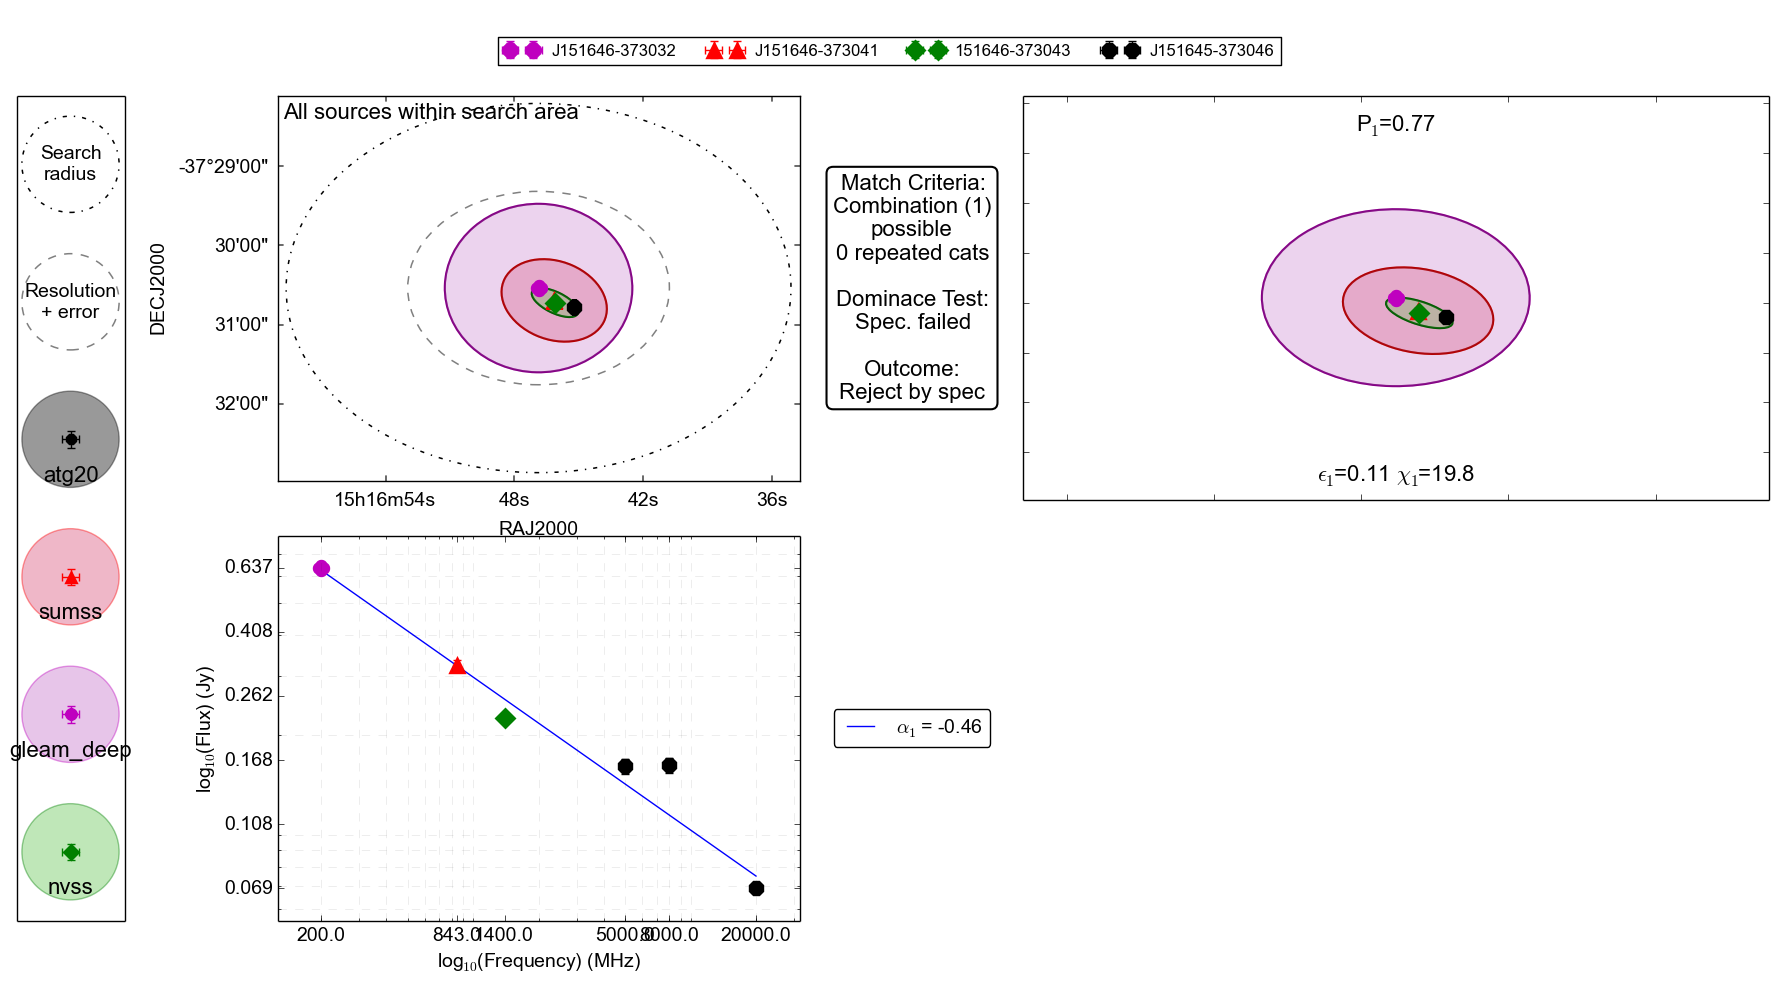 J151646-373032
J151646-373041
151646-373043
J151645-373046
Search
radius
Resolution
+ error
atg20
sumss
gleam_deep
nvss
All sources within search area
DECJ2000
-37°29'00"
30'00"
31'00"
32'00"
15h16m54s
48s
42s
36s
RAJ2000
Match Criteria:
Combination (1)
possible
0 repeated cats
Dominace Test:
Spec. failed
Outcome:
Reject by spec
P₁=0.77
ϵ₁=0.11 χ₁=19.8
log₁₀(Flux) (Jy)
0.637
0.408
0.262
0.168
0.108
0.069
200.0
843.0
1400.0
5000.0
8000.0
20000.0
log₁₀(Frequency) (MHz)
α₁ = -0.46